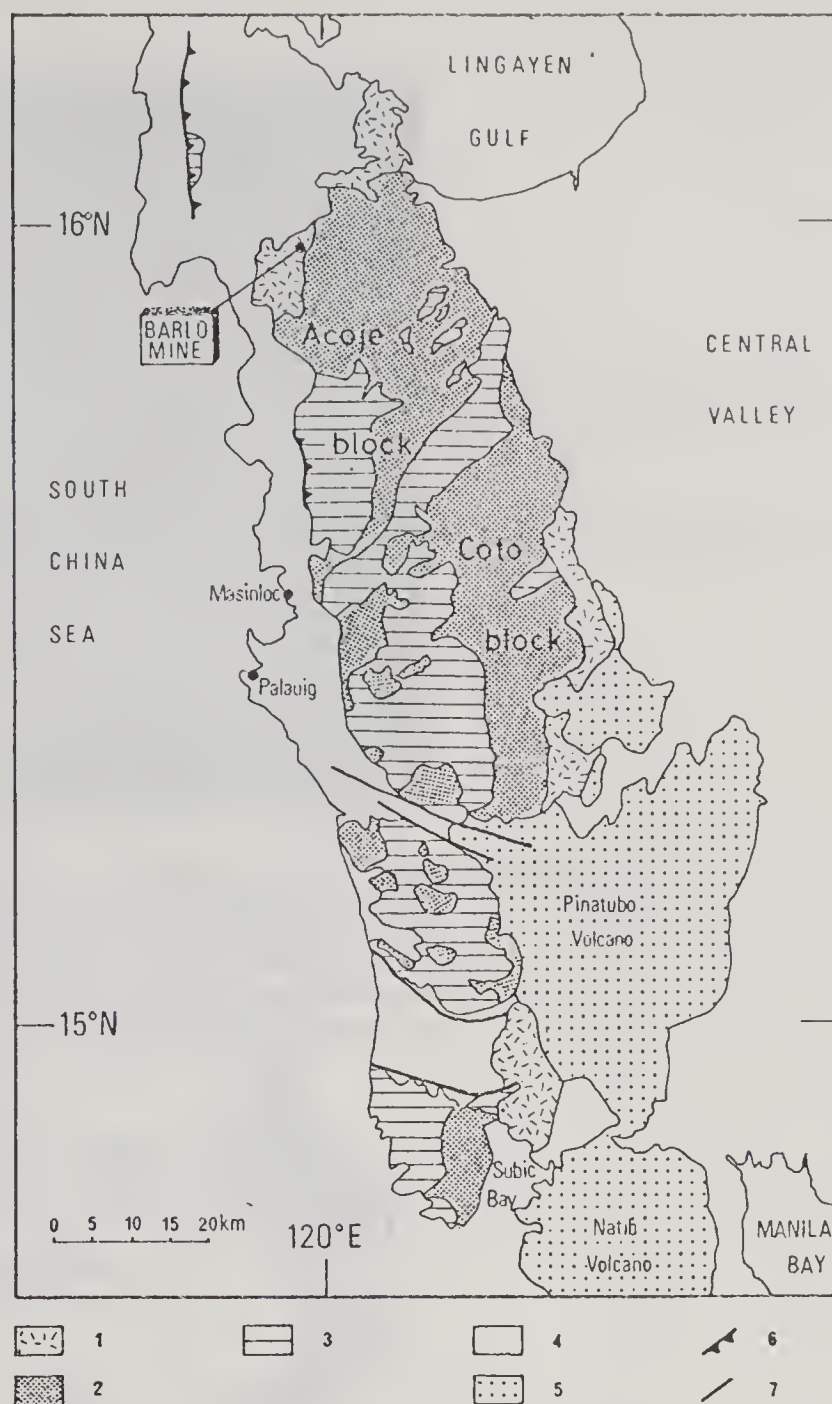 LINGAYEN
GULF
16°N
BARLO
MINE
Acoje
CENTRAL
VALLEY
block
SOUTH
CHINA
SEA
Coto
Masinloc
block
Palauig
Pinatubo
Volcano
15°N
Subic
Bay
0 5 10 15 20km
120°E
Natib
Volcano
MANILA
BAY
1 3 4 6
2 5 7